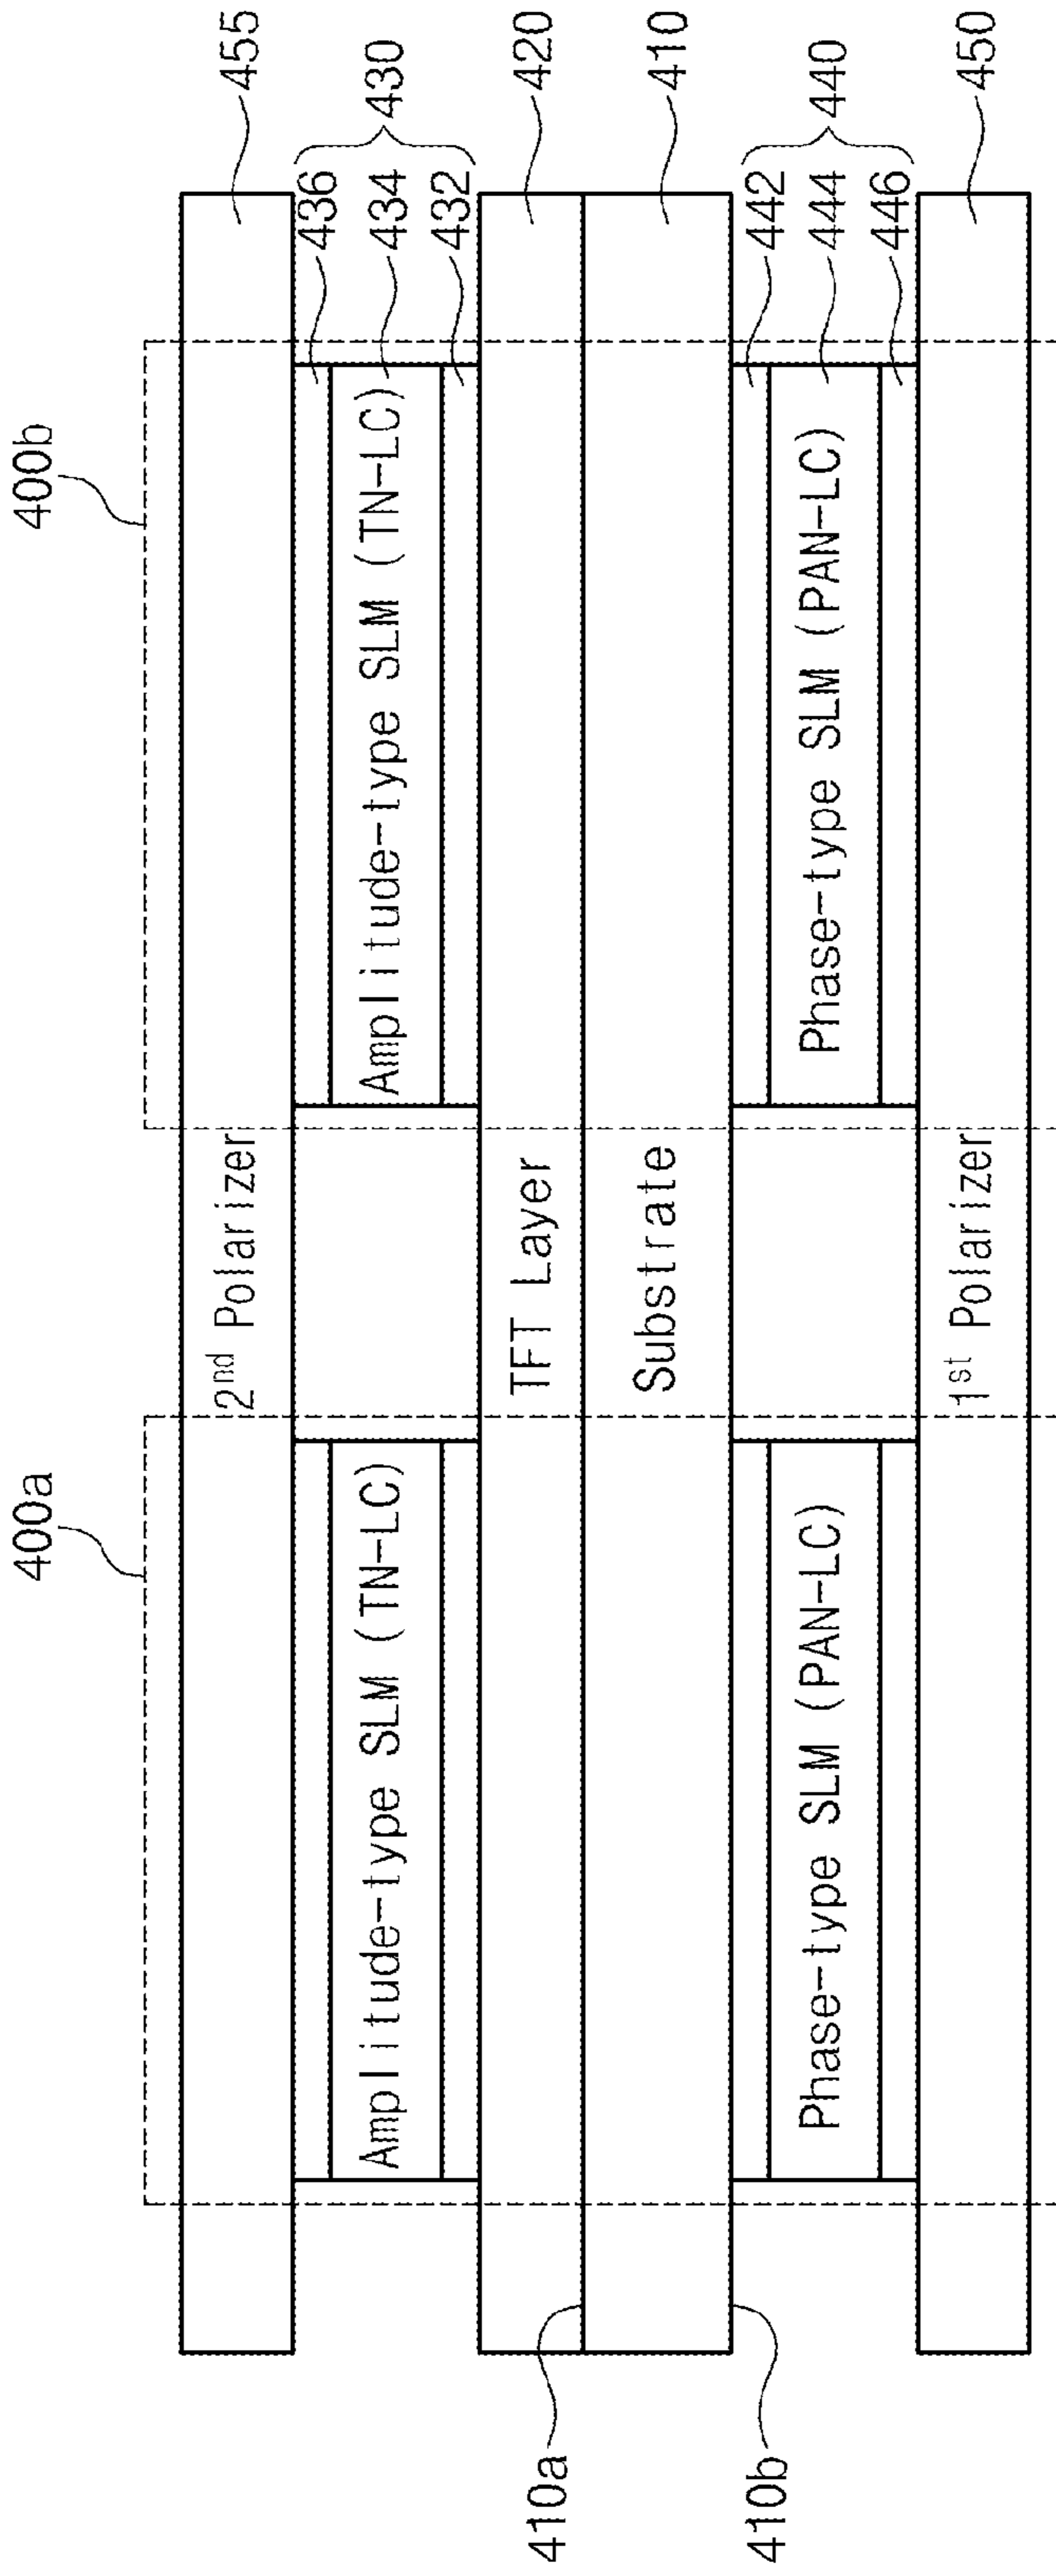 400a
400b
2nd Polarizer
455
436
Amplitude-type SLM (TN-LC)
Amplitude-type SLM (TN-LC)
434
430
432
TFT Layer
420
410a
Substrate
410
410b
442
Phase-type SLM (PAN-LC)
Phase-type SLM (PAN-LC)
444
440
446
1st Polarizer
450